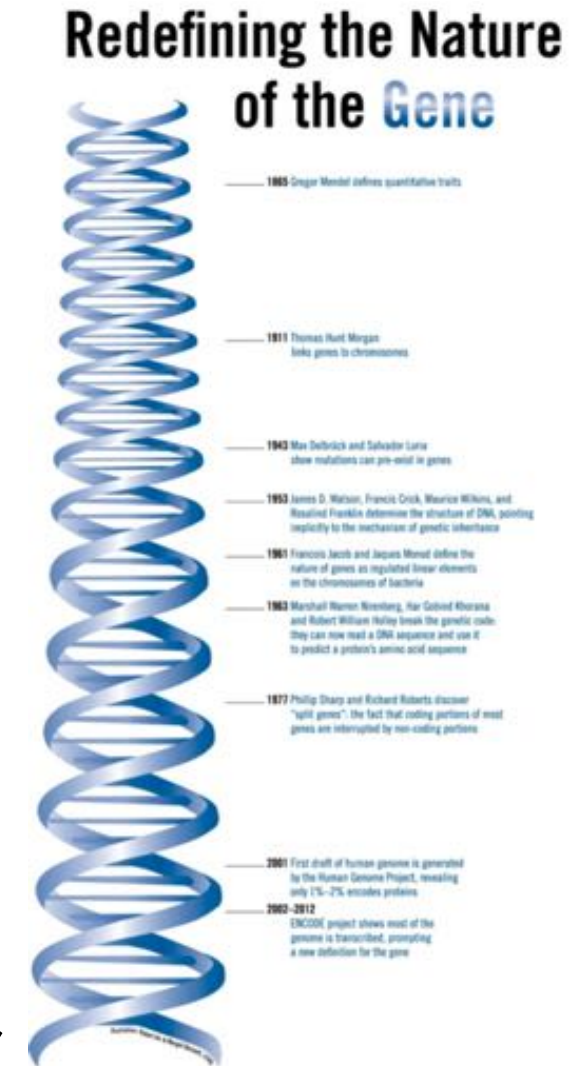 Redefining the Nature
of the Gene
1865 Gregor Mendel defines quantitative traits
1911 Thomas Hunt Morgan
links genes to chromosomes
1943 Max Delbrück and Salvador Luria
show mutations can pre-exist in genes
1953 James D. Watson, Francis Crick, Maurice Wilkins, and
Rosalind Franklin determine the structure of DNA, pointing
implicitly to the mechanism of genetic inheritance
1961 Francois Jacob and Jaques Monod define the
nature of genes as regulated linear elements
on the chromosomes of bacteria
1963 Marshall Warren Nirenberg, Har Gobind Khorana
and Robert William Holley break the genetic code:
they can now read a DNA sequence and use it
to predict a protein's amino acid sequence
1977 Phillip Sharp and Richard Roberts discover
"split genes": the fact that coding portions of most
genes are interrupted by non-coding portions
2001 First draft of human genome is generated
by the Human Genome Project, revealing
only 1%-2% encodes proteins
2002-2012
ENCODE project shows most of the
genome is transcribed, prompting
a new definition for the gene